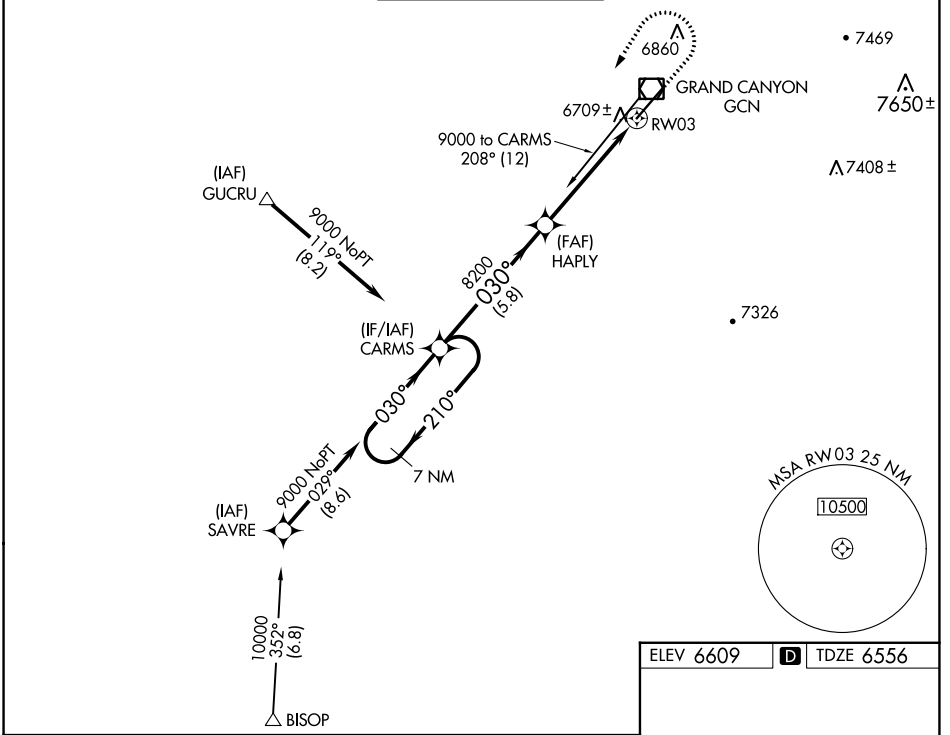 6860
7469
GRAND CANYON
GCN
7650±
6709±
RW03
9000 to CARMS
208° (12)
7408±
(IAF)
GUCRU
9000 NoPT
119°
(8.2)
(FAF)
HAPLY
8200
030°
(5.8)
7326
(IF/IAF)
CARMS
030°
210°
7 NM
9000 NoPT
029°
(8.6)
(IAF)
SAVRE
MSA RW03 25 NM
10500
10000
352°
(6.8)
BISOP
ELEV 6609
D
TDZE 6556